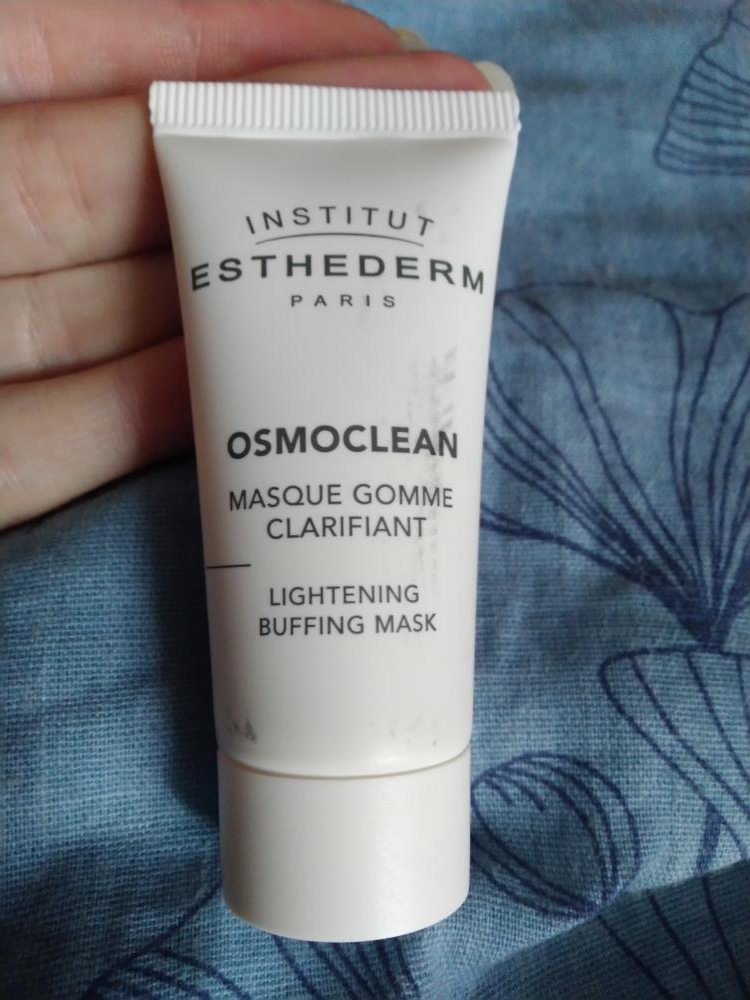 INSTITUT
ESTHEDERM
PARIS
OSMOCLEAN
MASQUE GOMME
CLARIFIANT
LIGHTENING
BUFFING MASK